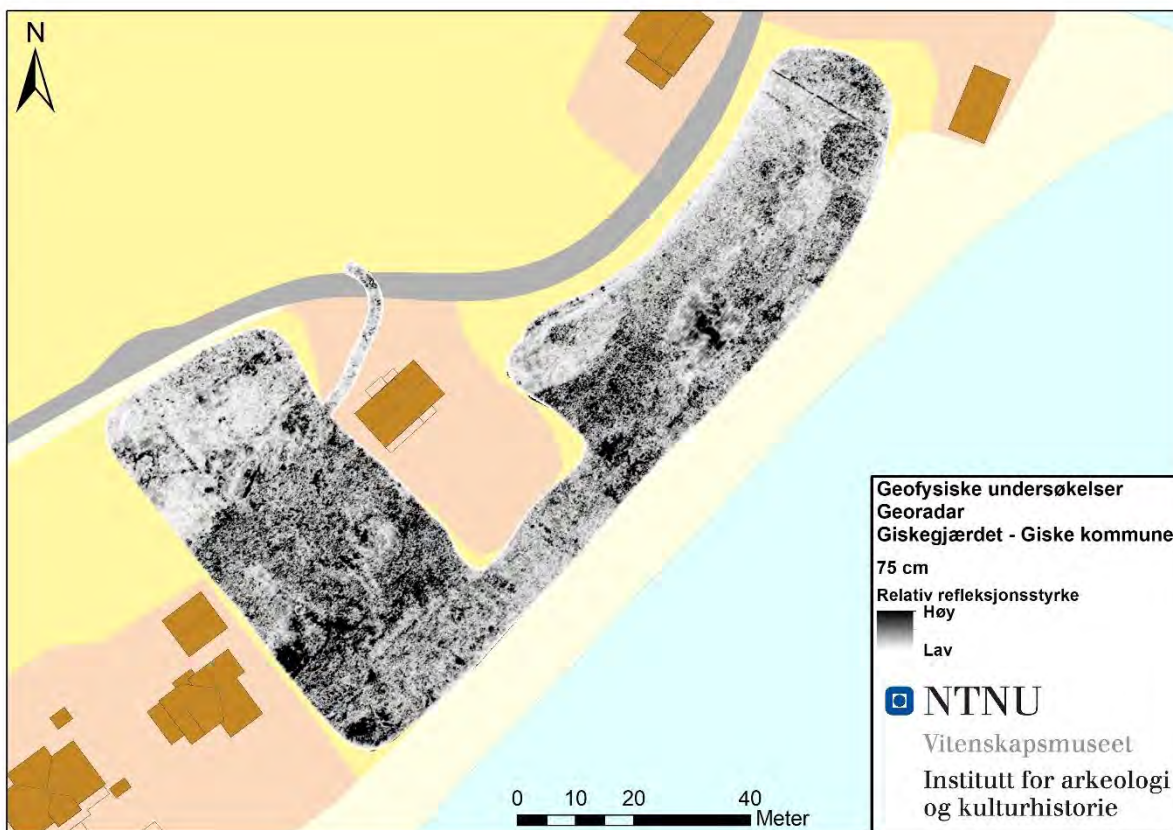 N
Geofysiske undersøkelser
Georadar
Giskegjærdet - Giske kommune
75 cm
Relativ refleksjonsstyrke
Høy
Lav
NTNU
Vitenskapsmuseet
Institutt for arkeologi
og kulturhistorie
0 10 20 40
Meter